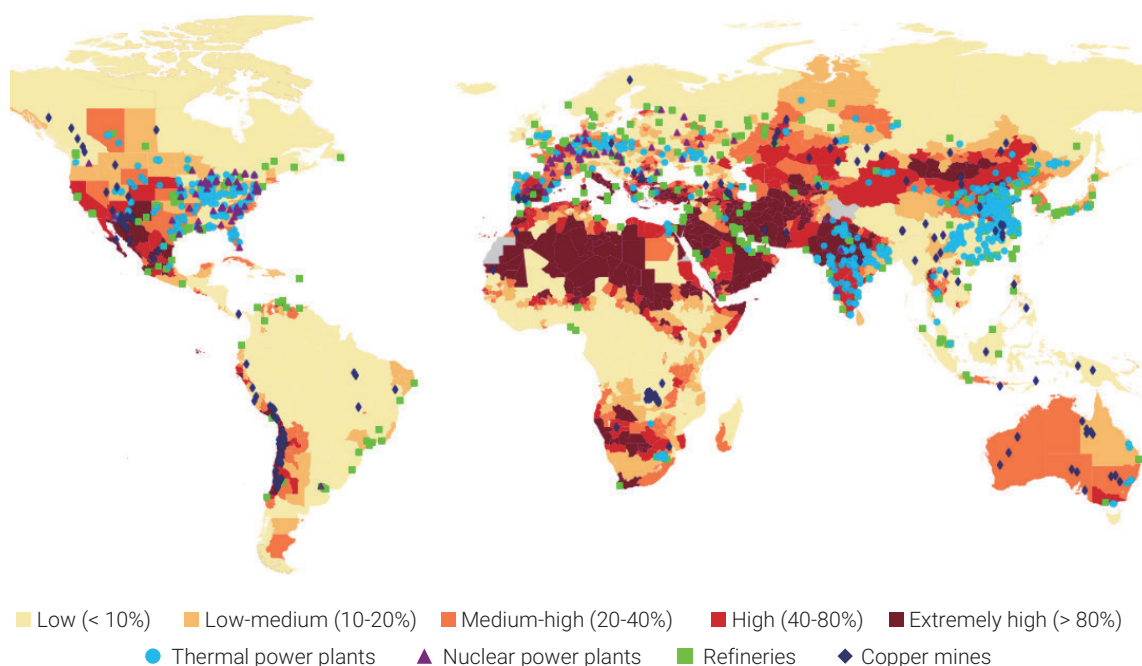 Low (< 10%) Low-medium (10-20%) Medium-high (20-40%) High (40-80%) Extremely high (> 80%)
Thermal power plants Nuclear power plants Refineries Copper mines